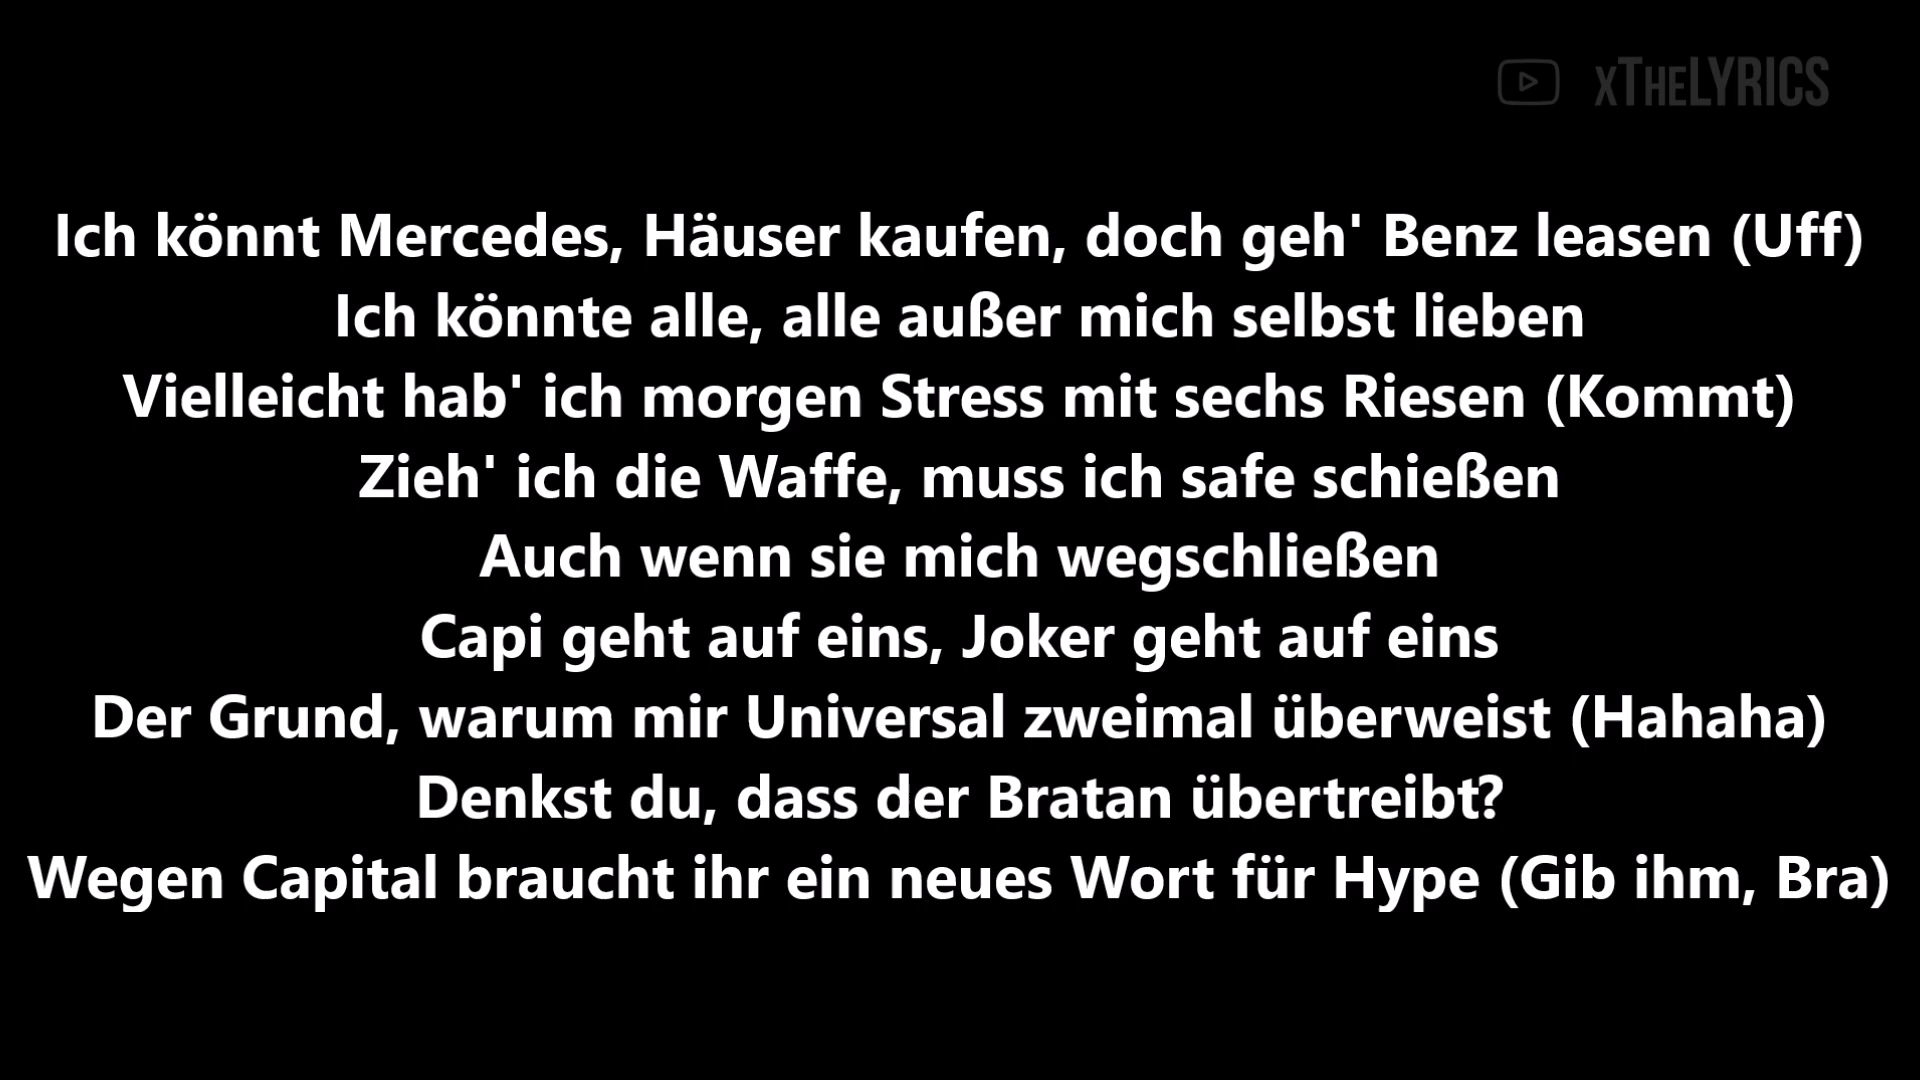 xTheLYRICS
Ich könnt Mercedes, Häuser kaufen, doch geh' Benz leasen (Uff)
Ich könnte alle, alle außer mich selbst lieben
Vielleicht hab' ich morgen Stress mit sechs Riesen (Kommt)
Zieh' ich die Waffe, muss ich safe schießen
Auch wenn sie mich wegschließen
Capi geht auf eins, Joker geht auf eins
Der Grund, warum mir Universal zweimal überweist (Hahaha)
Denkst du, dass der Bratan übertreibt?
Wegen Capital braucht ihr ein neues Wort für Hype (Gib ihm, Bra)